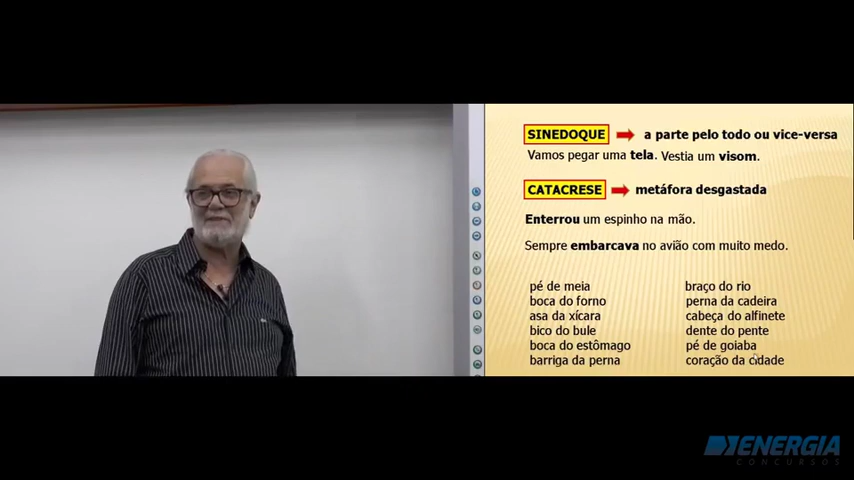 SINEDOQUE a parte pelo todo ou vice-versa
Vamos pegar uma tela. Vestia um visom.
CATACRESE metáfora desgastada
Enterrou um espinho na mão.
Sempre embarcava no avião com muito medo.
pé de meia braço do rio
boca do forno perna da cadeira
asa da xícara cabeça do alfinete
bico do bule dente do pente
boca do estômago pé de goiaba
barriga da perna coração da cidade
ENERGIA
CONCURSOS